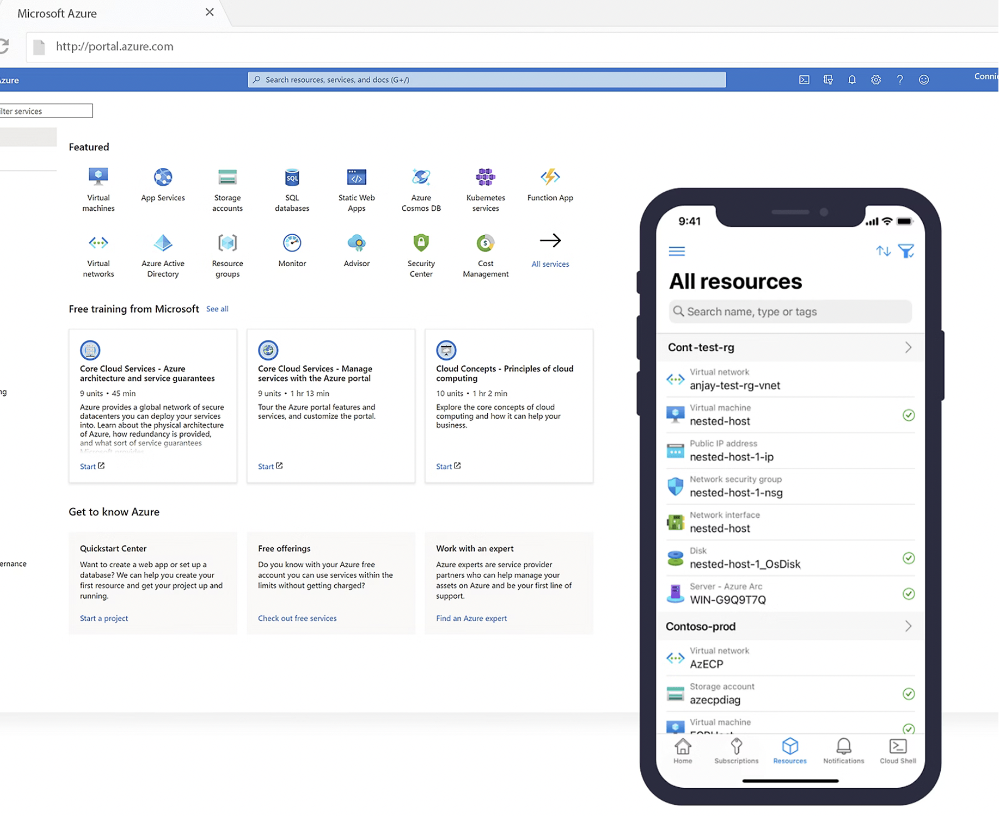 Microsoft Azure
http://portal.azure.com
Azure
Search resources, services, and docs (G+/)
Connie
ilter services
Featured
Virtual
machines
App Services
Storage
accounts
SQL
SQL
databases
Static Web
Apps
Azure
Cosmos DB
Kubernetes
services
Function App
Virtual
networks
Azure Active
Directory
Resource
groups
Monitor
Advisor
Security
Center
Cost
Management
All services
Free training from Microsoft See all
Core Cloud Services - Azure
architecture and service guarantees
9 units • 45 min
Azure provides a global network of secure
datacenters you can deploy your services
into. Learn about the physical architecture
of Azure, how redundancy is provided,
and what sort of service guarantees
Microsoft provides
Start
Core Cloud Services - Manage
services with the Azure portal
9 units • 1 hr 13 min
Tour the Azure portal features and
services, and customize the portal.
Start
Cloud Concepts - Principles of cloud
computing
10 units • 1 hr 2 min
Explore the core concepts of cloud
computing and how it can help your
business.
Start
ng
ernance
Get to know Azure
Quickstart Center
Want to create a web app or set up a
database? We can help you create your
first resource and get your project up and
running.
Start a project
Free offerings
Do you know with your Azure free
account you can use services within the
limits without getting charged?
Check out free services
Work with an expert
Azure experts are service provider
partners who can help manage your
assets on Azure and be your first line of
support.
Find an Azure expert
9:41
All resources
Search name, type or tags
Cont-test-rg
Virtual network
anjay-test-rg-vnet
Virtual machine
nested-host
Public IP address
nested-host-1-ip
Network security group
nested-host-1-nsg
Network interface
nested-host
Disk
nested-host-1_OsDisk
Server - Azure Arc
WIN-G9Q9T7Q
Contoso-prod
Virtual network
AzECP
Storage account
azecpdiag
Virtual machine
Home
Subscriptions
Resources
Notifications
Cloud Shell